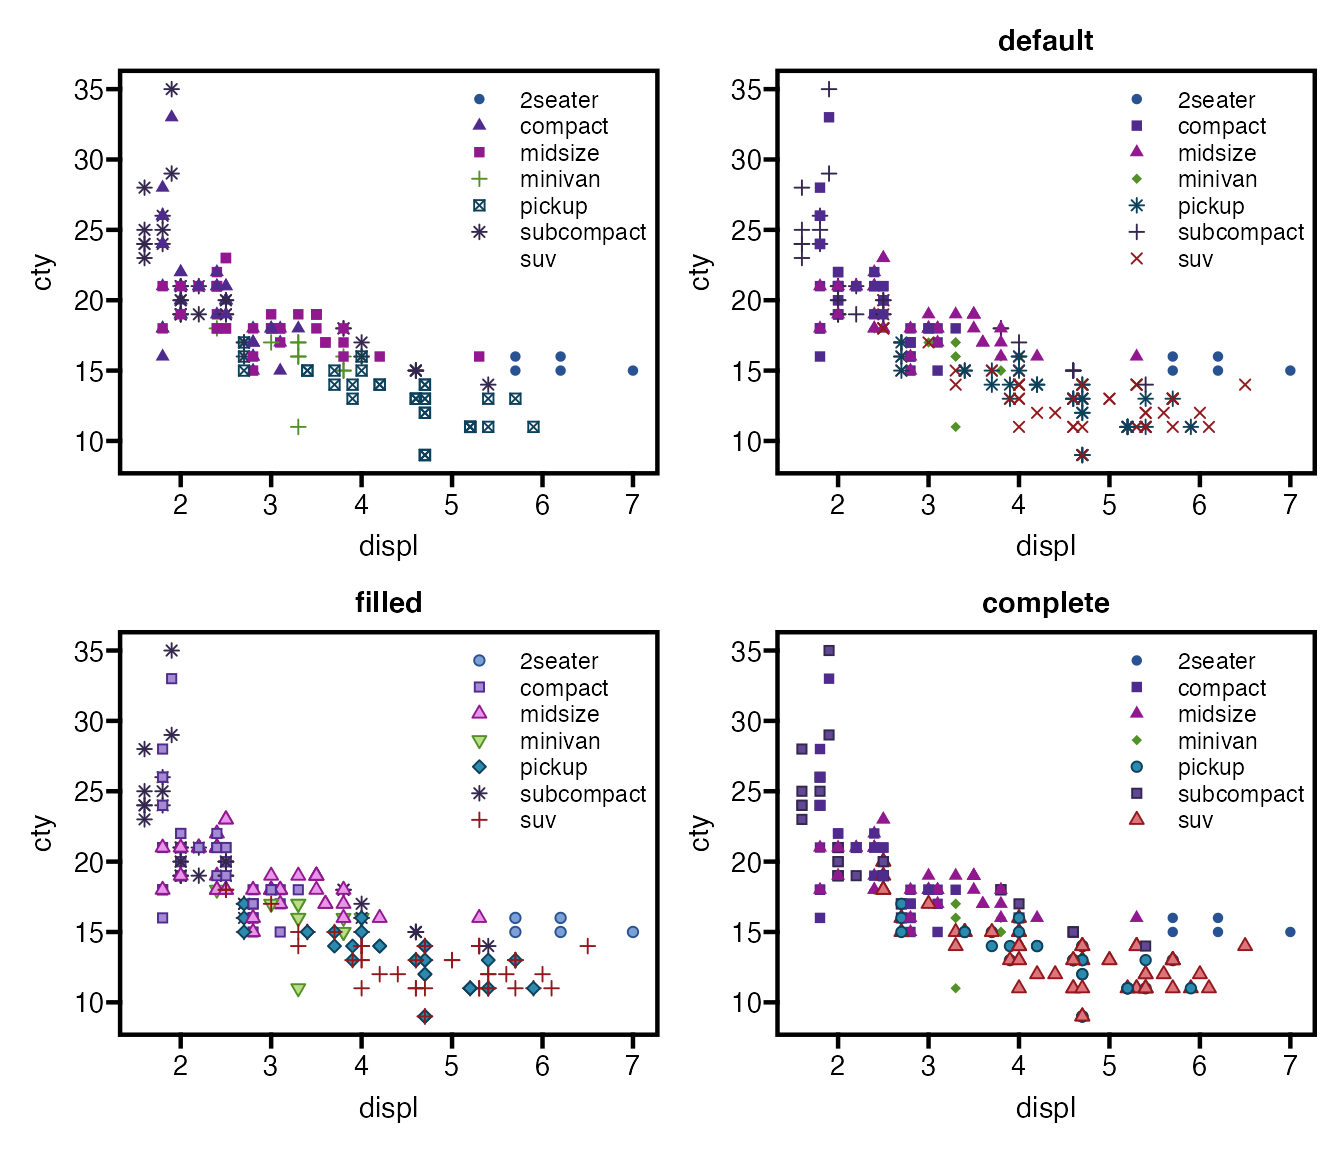 35
30
25
20
15
10
cty
2 3 4 5 6 7
displ
2seater
compact
midsize
minivan
pickup
subcompact
suv
default
35
30
25
20
15
10
cty
2 3 4 5 6 7
displ
2seater
compact
midsize
minivan
pickup
subcompact
suv
filled
35
30
25
20
15
10
cty
2 3 4 5 6 7
displ
2seater
compact
midsize
minivan
pickup
subcompact
suv
complete
35
30
25
20
15
10
cty
2 3 4 5 6 7
displ
2seater
compact
midsize
minivan
pickup
subcompact
suv